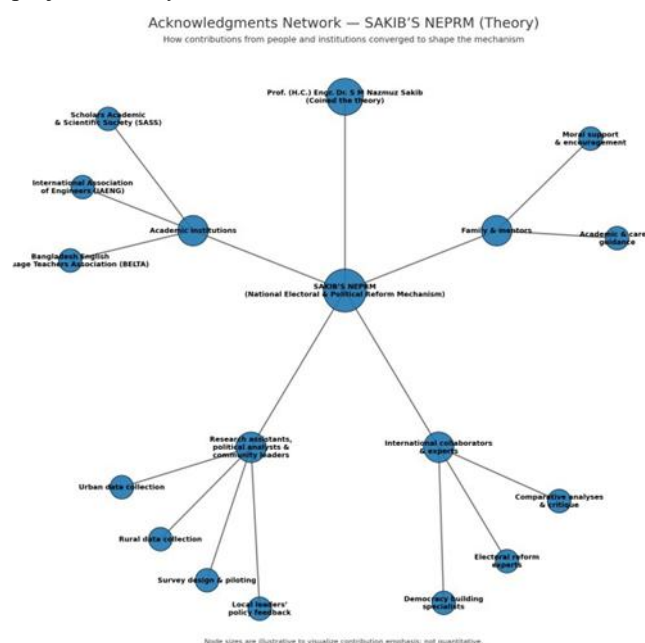 Acknowledgments Network — SAKIB'S NEPRM (Theory)
How contributions from people and institutions converged to shape the mechanism
Prof. (H.C.) Engr. Dr. S M Nazmuz Sakib
(Coined the theory)
Scholars Academic
& Scientific Society (SASS)
Moral support
& encouragement
International Association
of Engineers (IAENG)
Academic Institutions
Family & mentors
Academic & care
guidance
Bangladesh English
uage Teachers Association (BELTA)
SAKIB'S NEPRM
(National Electoral & Political Reform Mechanism)
Research assistants,
political analysts &
community leaders
International collaborators
& experts
Urban data collection
Comparative analyses
& critique
Rural data collection
Electoral reform
experts
Survey design & piloting
Local leaders'
policy feedback
Democracy building
specialists
Node sizes are illustrative to visualize contribution emphasis; not quantitative.